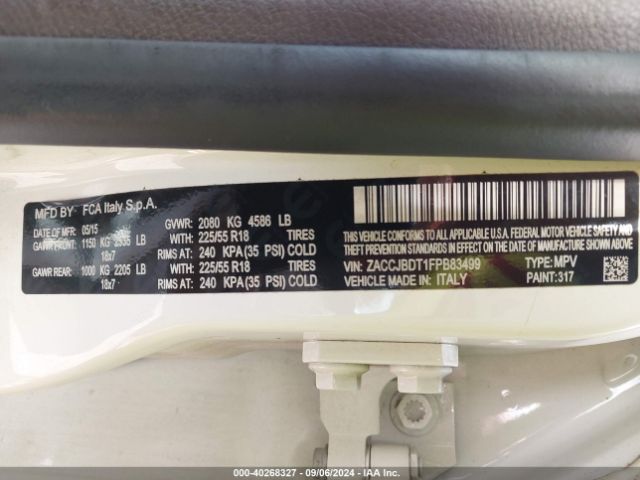 MFD BY FCA Italy S.p.A.
DATE OF MFR: 05/15 GVWR: 2080 KG 4586 LB
GAWR FRONT: 1150 KG 2535 LB WITH: 225/55 R18 TIRES
18x7 RIMS AT: 240 KPA (35 PSI) COLD
GAWR REAR: 1000 KG 2205 LB WITH: 225/55 R18 TIRES
18x7 RIMS AT: 240 KPA (35 PSI) COLD
THIS VEHICLE CONFORMS TO ALL APPLICABLE U.S.A. FEDERAL MOTOR VEHICLE SAFETY, BUMPER, AND THEFT PREVENTION STANDARDS IN EFFECT ON THE DATE OF MANUFACTURE SHOWN ABOVE.
VIN: ZACCJBDT1FPB83499 TYPE: MPV
VEHICLE MADE IN: ITALY PAINT: 317
000-40268327 - 09/06/2024 - IAA Inc.